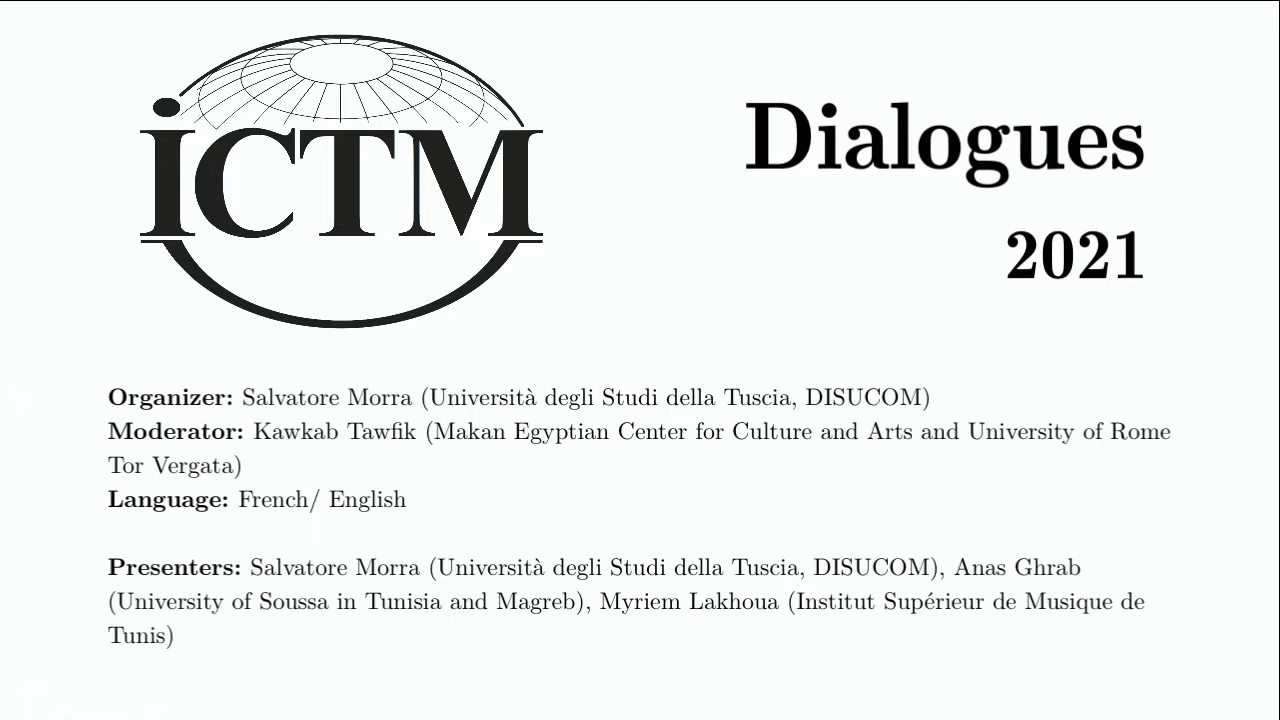 iCTM
Dialogues
2021
Organizer: Salvatore Morra (Università degli Studi della Tuscia, DISUCOM)
Moderator: Kawkab Tawfik (Makan Egyptian Center for Culture and Arts and University of Rome
Tor Vergata)
Language: French/ English
Presenters: Salvatore Morra (Università degli Studi della Tuscia, DISUCOM), Anas Ghrab
(University of Soussa in Tunisia and Magreb), Myriem Lakhoua (Institut Supérieur de Musique de
Tunis)